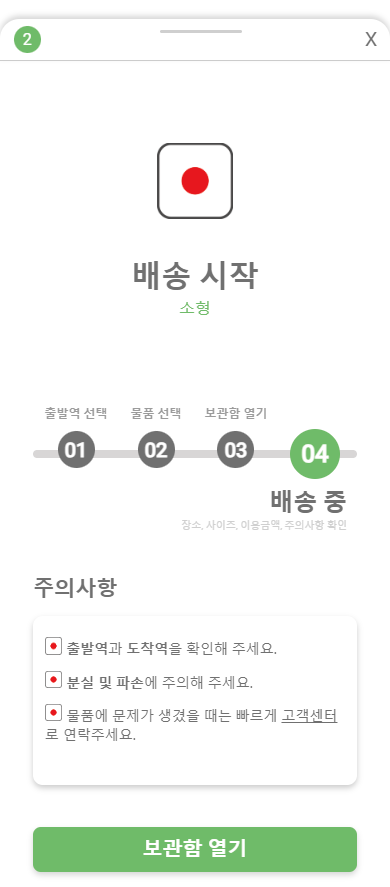 2
X
배송 시작
소형
출발역 선택 물품 선택 보관함 열기
01 02 03 04
배송 중
장소, 사이즈, 이용금액, 주의사항 확인
주의사항
출발역과 도착역을 확인해 주세요.
분실 및 파손에 주의해 주세요.
물품에 문제가 생겼을 때는 빠르게 고객센터
로 연락주세요.
보관함 열기